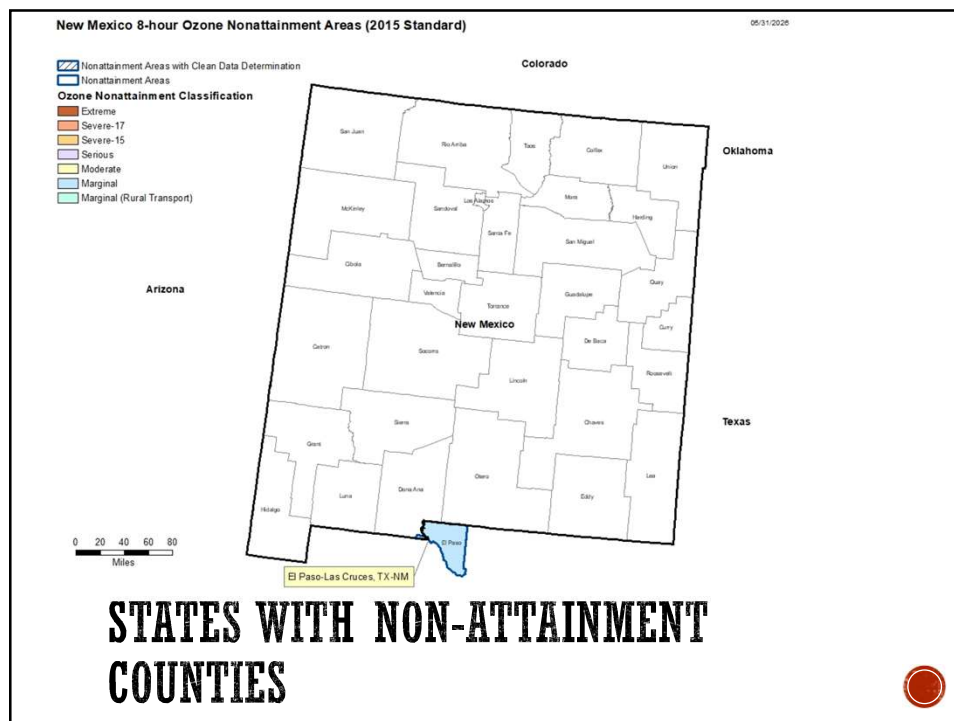 New Mexico 8-hour Ozone Nonattainment Areas (2015 Standard)
05/31/2026
Nonattainment Areas with Clean Data Determination
Nonattainment Areas
Ozone Nonattainment Classification
Extreme
Severe-17
Severe-15
Serious
Moderate
Marginal
Marginal (Rural Transport)
Colorado
Oklahoma
San Juan
Rio Arriba
Taos
Colfax
Union
McKinley
Sandoval
Los Alamos
Mora
Harding
Santa Fe
San Miguel
Cibola
Bernalillo
Quay
Arizona
Valencia
Torrance
Guadalupe
New Mexico
Curry
Catron
Socorro
De Baca
Lincoln
Roosevelt
Sierra
Chaves
Texas
Grant
Otero
Lea
Hidalgo
Luna
Dona Ana
Eddy
El Paso
0 20 40 60 80
Miles
El Paso-Las Cruces, TX-NM
STATES WITH NON-ATTAINMENT
COUNTIES